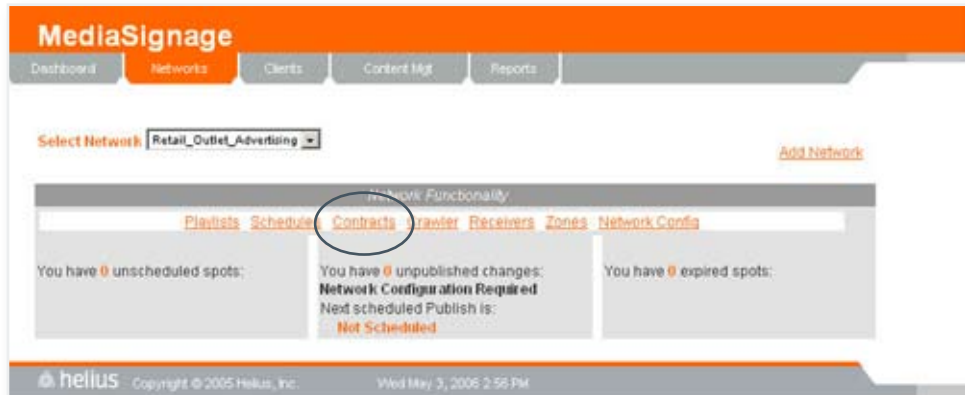 MediaSignage
Dashboard Networks Clients Content Mgt Reports
Select Network Retail_Outlet_Advertising
Add Network
Network Functionality
Playlists Schedules Contracts Crawler Receivers Zones Network Config
You have 0 unscheduled spots:
You have 0 unpublished changes:
Network Configuration Required
Next scheduled Publish is:
Not Scheduled
You have 0 expired spots:
helius Copyright © 2005 Helius, Inc. Wed May 3, 2006 2:56 PM